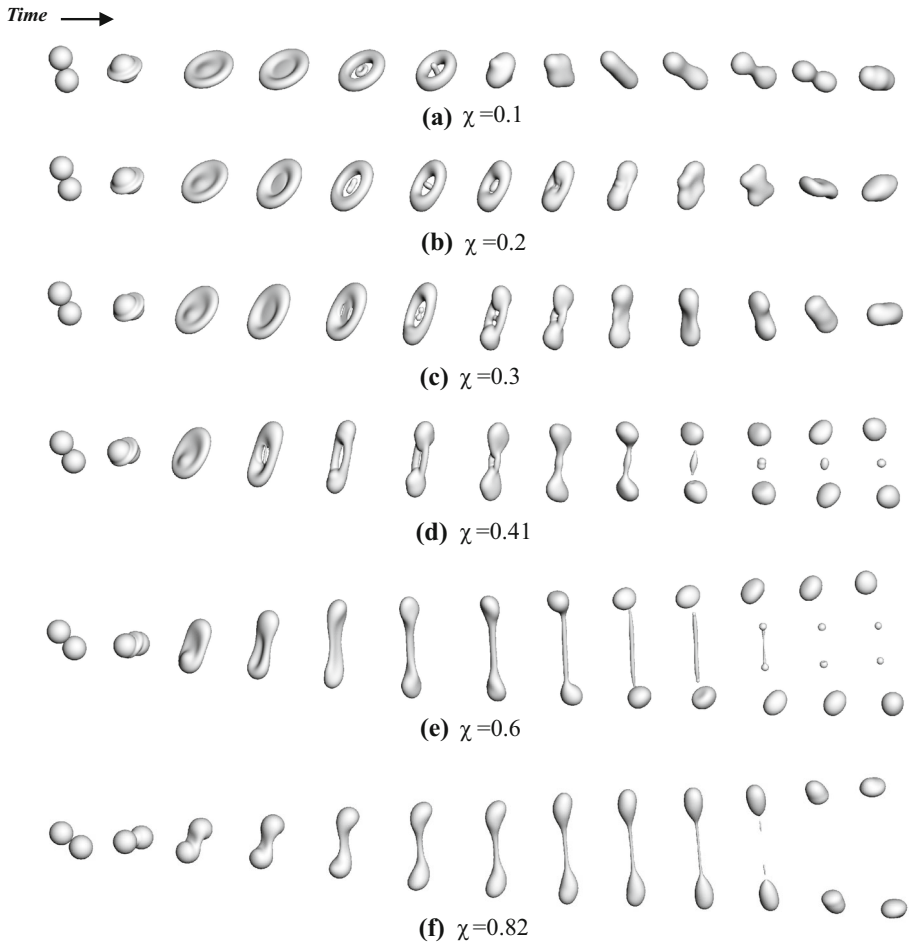 Time
(a) χ =0.1
(b) χ =0.2
(c) χ =0.3
(d) χ =0.41
(e) χ =0.6
(f) χ =0.82